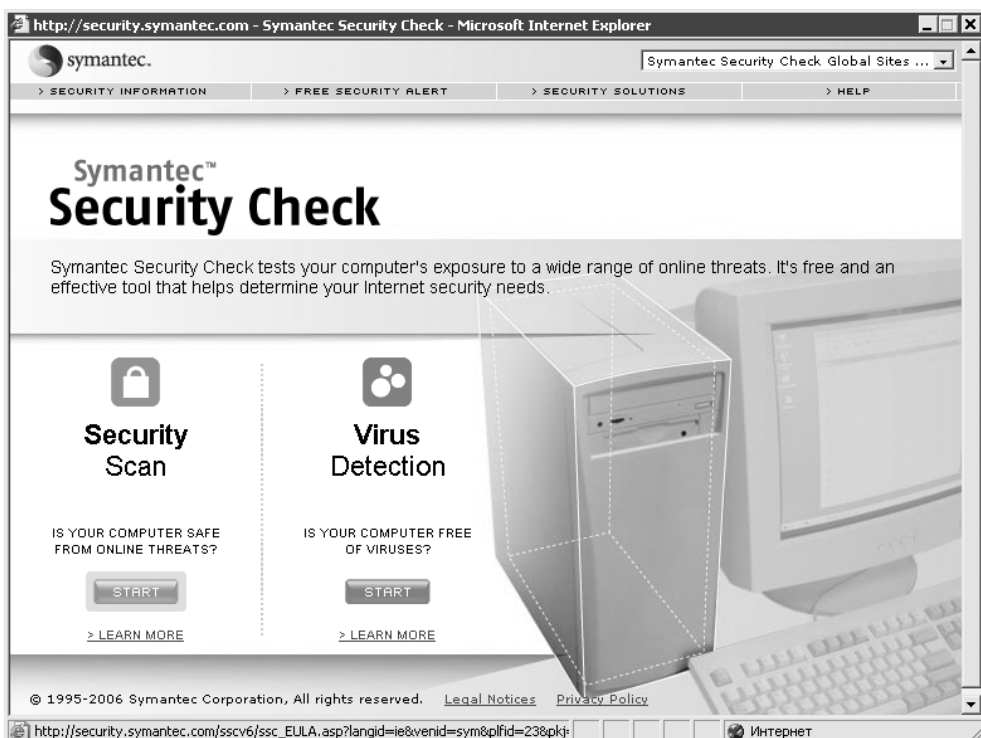 http://security.symantec.com - Symantec Security Check - Microsoft Internet Explorer
symantec.
Symantec Security Check Global Sites ...
> SECURITY INFORMATION > FREE SECURITY ALERT > SECURITY SOLUTIONS > HELP
Symantec™
Security Check
Symantec Security Check tests your computer's exposure to a wide range of online threats. It's free and an
effective tool that helps determine your Internet security needs.
Security
Scan
IS YOUR COMPUTER SAFE
FROM ONLINE THREATS?
START
> LEARN MORE
Virus
Detection
IS YOUR COMPUTER FREE
OF VIRUSES?
START
> LEARN MORE
© 1995-2006 Symantec Corporation, All rights reserved. Legal Notices Privacy Policy
http://security.symantec.com/sscv6/ssc_EULA.asp?langid=ie&venid=sym&plfid=23&pkj= Интернет